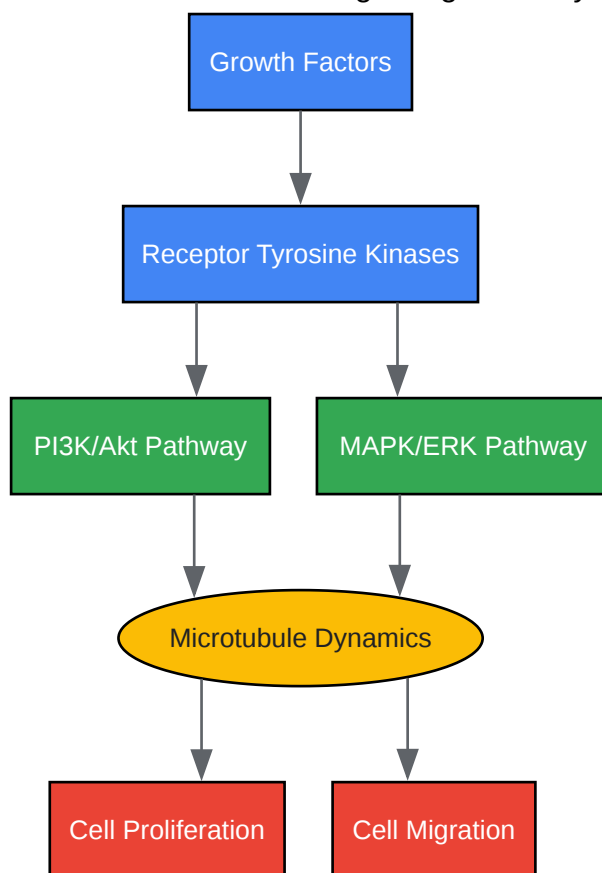 Growth Factors
Receptor Tyrosine Kinases
PI3K/Akt Pathway
MAPK/ERK Pathway
Microtubule Dynamics
Cell Proliferation
Cell Migration